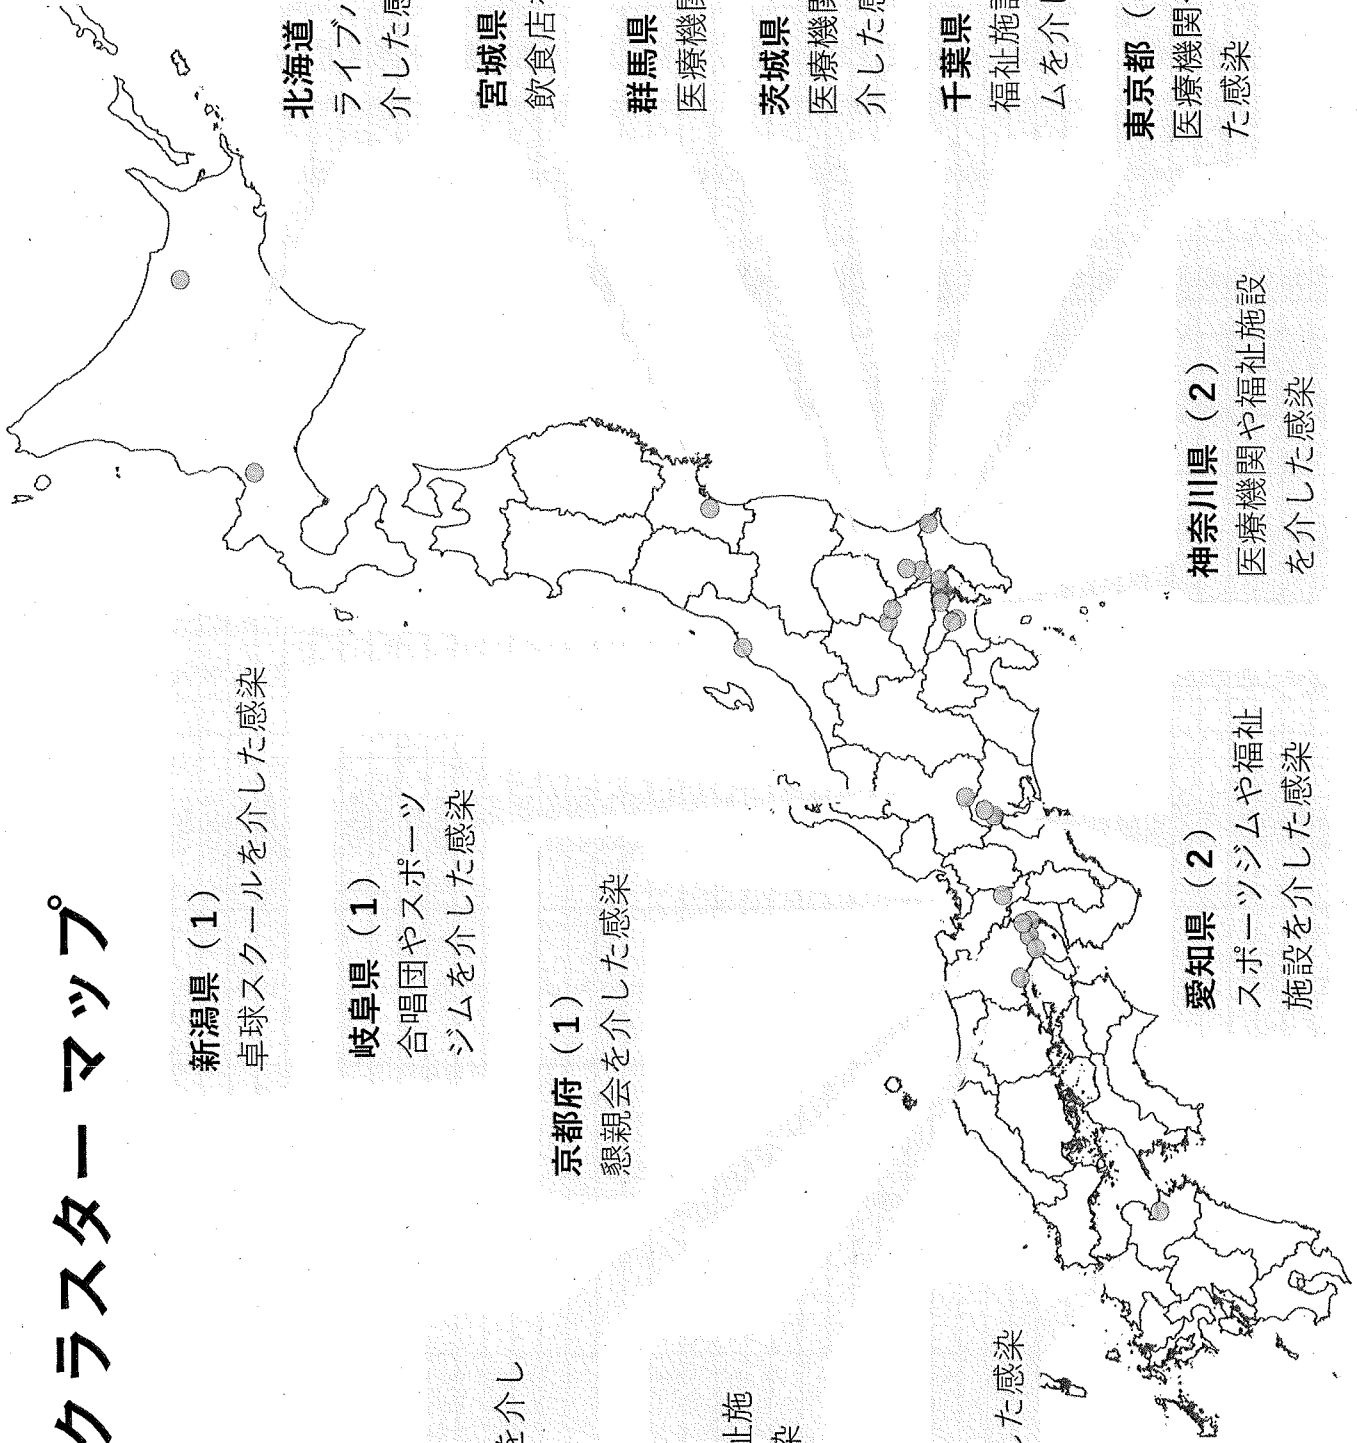 クラスターマップ
新潟県（1）
卓球スクールを介した感染
岐阜県（1）
合唱団やスポーツ
ジムを介した感染
京都府（1）
懇親会を介した感染
を介し
止施
染
した感染
北海道
ライブハ
介した感
宮城県
飲食店
群馬県
医療機関
茨城県
医療機関
介した感
千葉県
福祉施設
ムを介し
東京都（
医療機関
た感染
神奈川県（2）
医療機関や福祉施設
を介した感染
愛知県（2）
スポーツジムや福祉
施設を介した感染